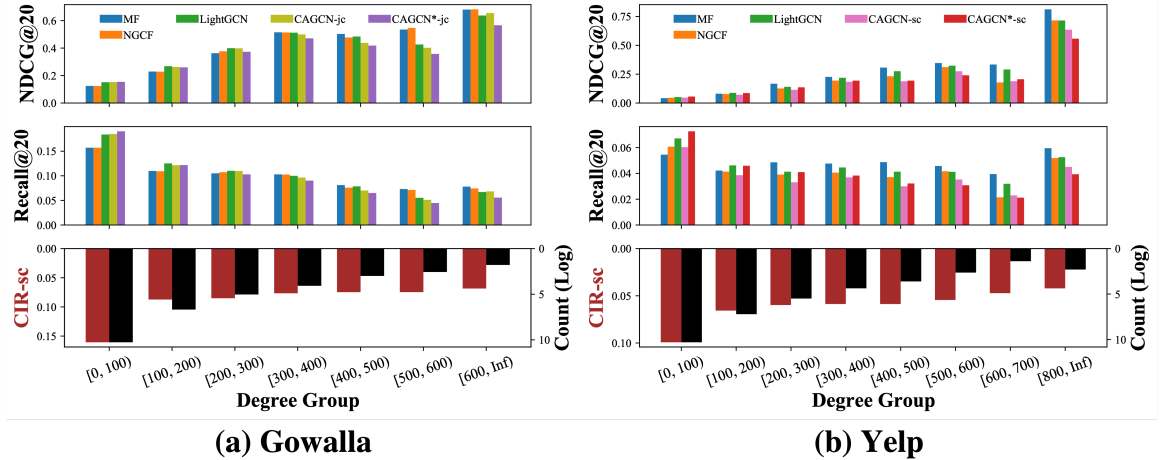 NDCG@20
0.6
0.4
0.2
0.0
MF
NGCF
LightGCN
CAGCN-jc
CAGCN*-jc
Recall@20
0.15
0.10
0.05
0.00
CIR-sc
0.00
0.05
0.10
0.15
0
5
10
Count (Log)
[0, 100)
[100, 200)
[200, 300)
[300, 400)
[400, 500)
[500, 600)
[600, Inf)
Degree Group
(a) Gowalla
NDCG@20
0.75
0.50
0.25
0.00
MF
NGCF
LightGCN
CAGCN-sc
CAGCN*-sc
Recall@20
0.06
0.04
0.02
0.00
CIR-sc
0.00
0.05
0.10
0
5
10
Count (Log)
[0, 100)
[100, 200)
[200, 300)
[300, 400)
[400, 500)
[500, 600)
[600, 700)
[800, Inf)
Degree Group
(b) Yelp